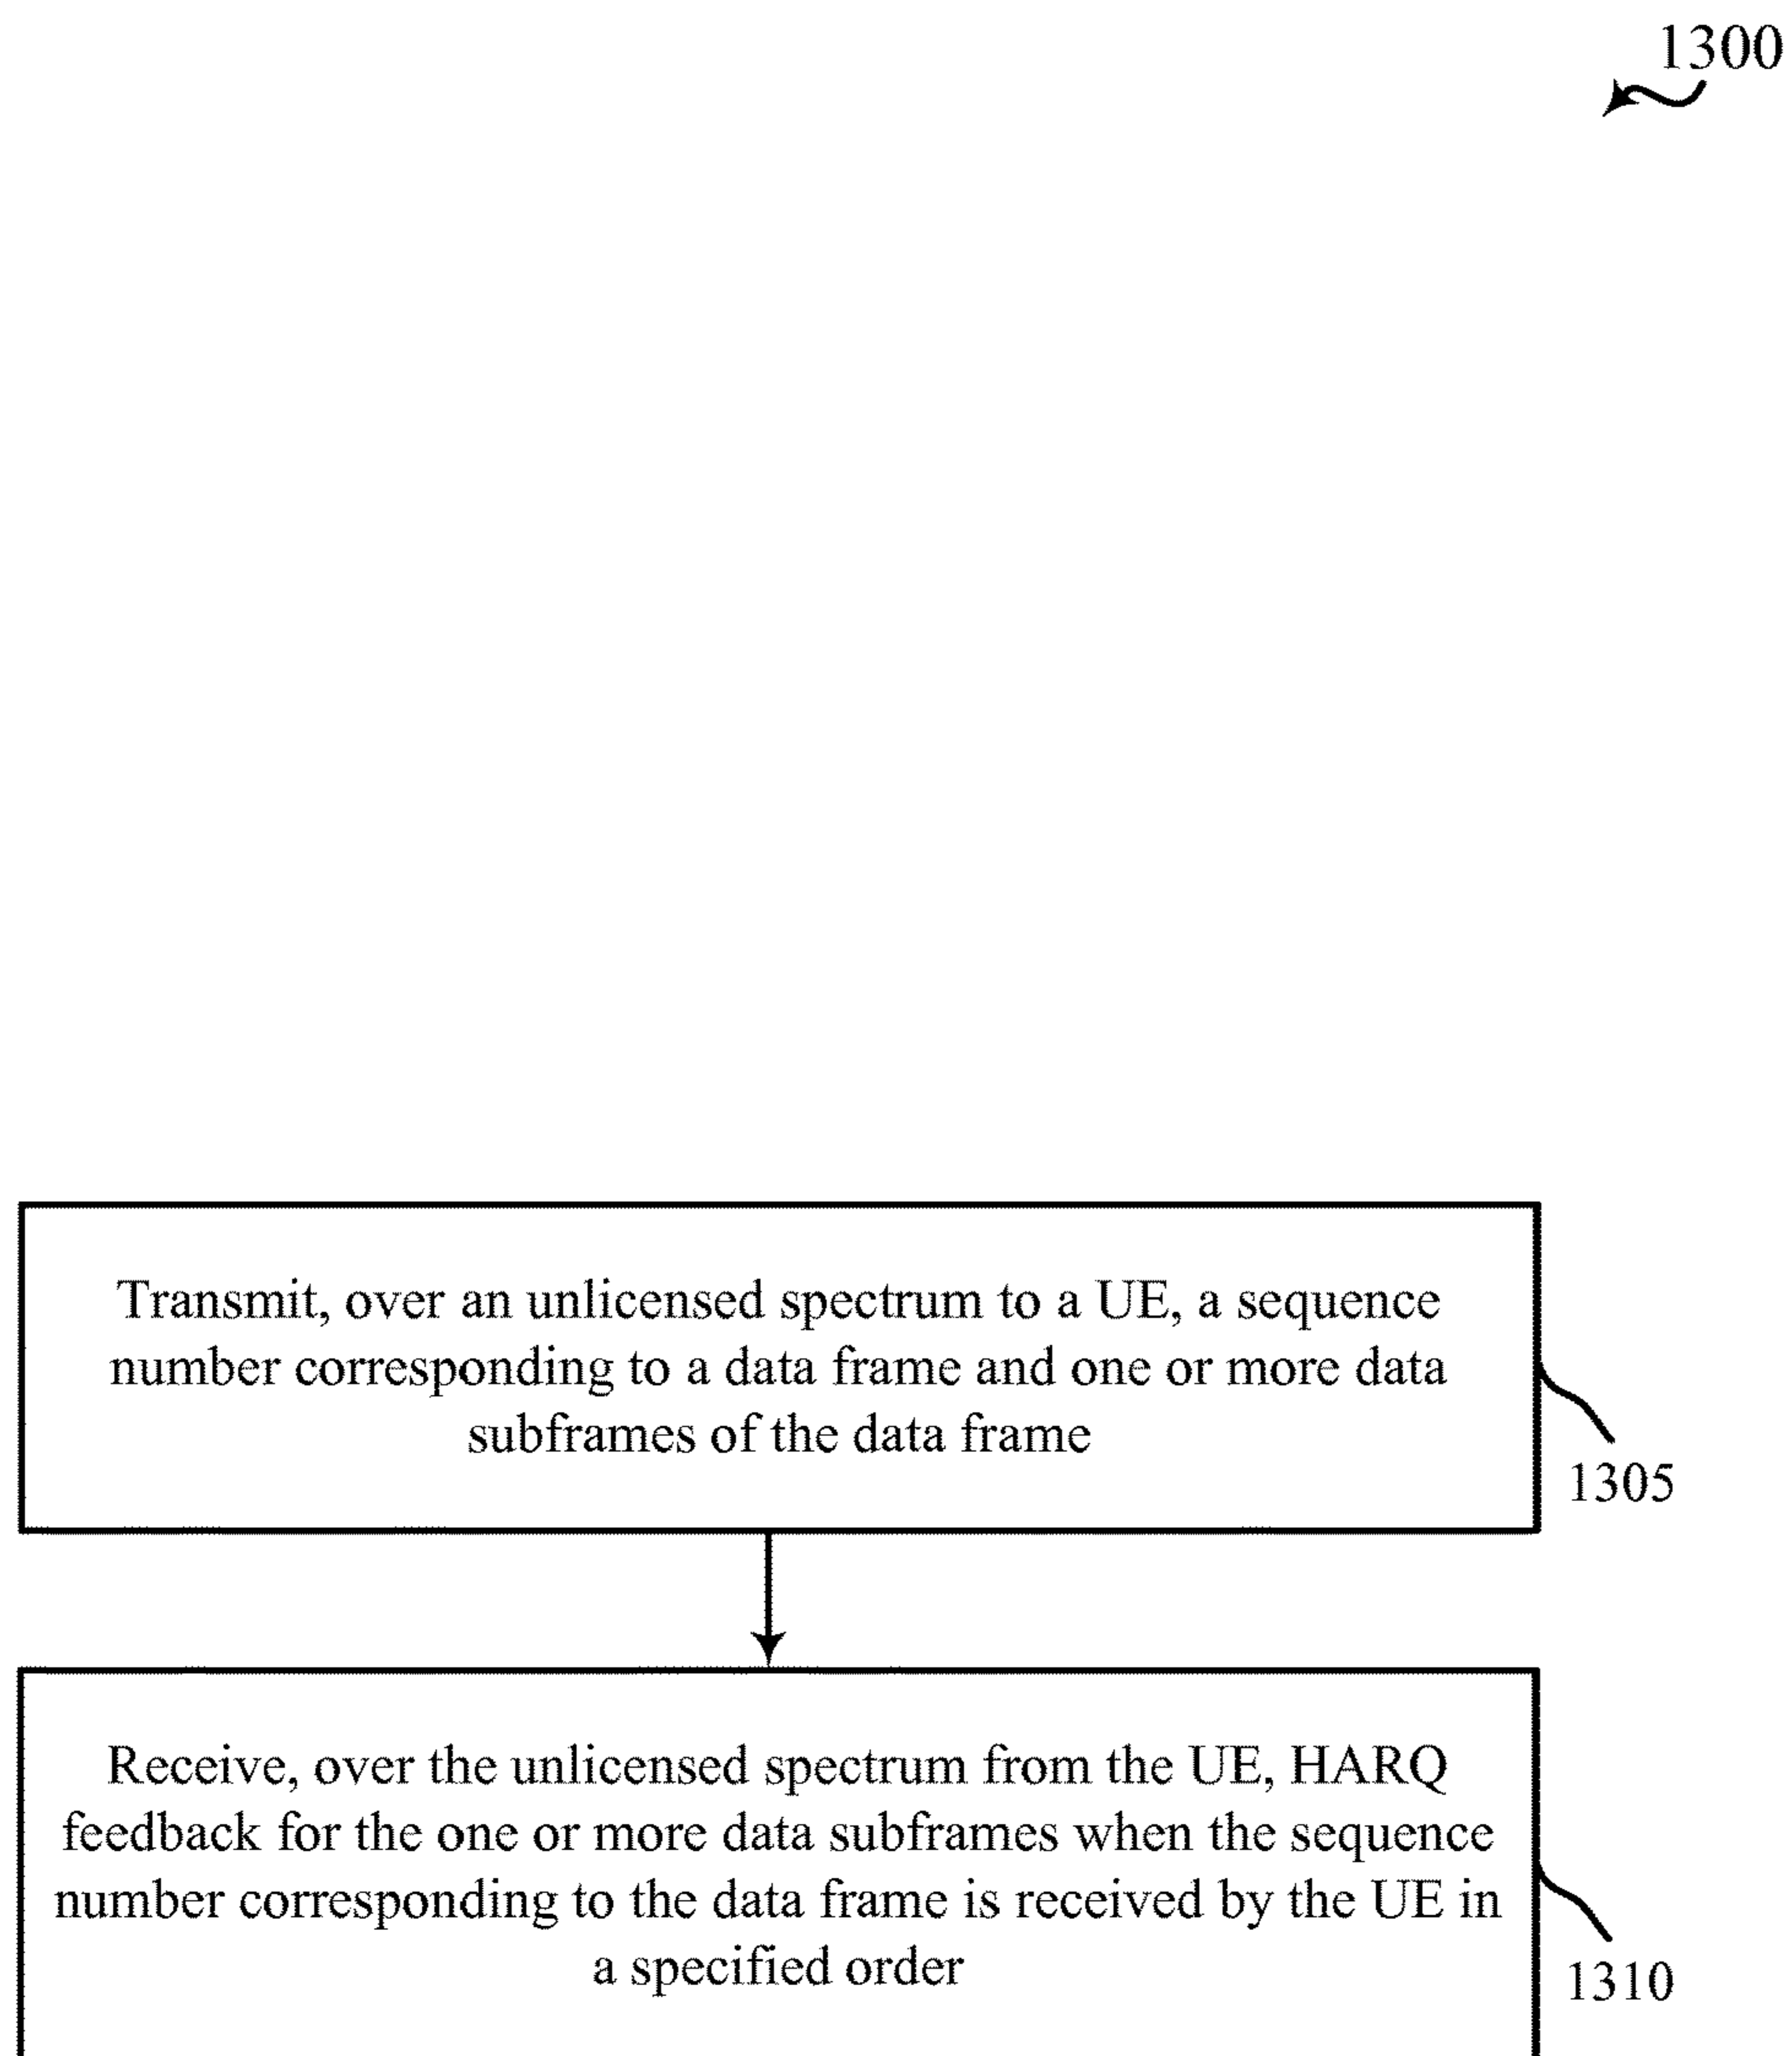 1300
Transmit, over an unlicensed spectrum to a UE, a sequence
number corresponding to a data frame and one or more data
subframes of the data frame
1305
Receive, over the unlicensed spectrum from the UE, HARQ
feedback for the one or more data subframes when the sequence
number corresponding to the data frame is received by the UE in
a specified order
1310